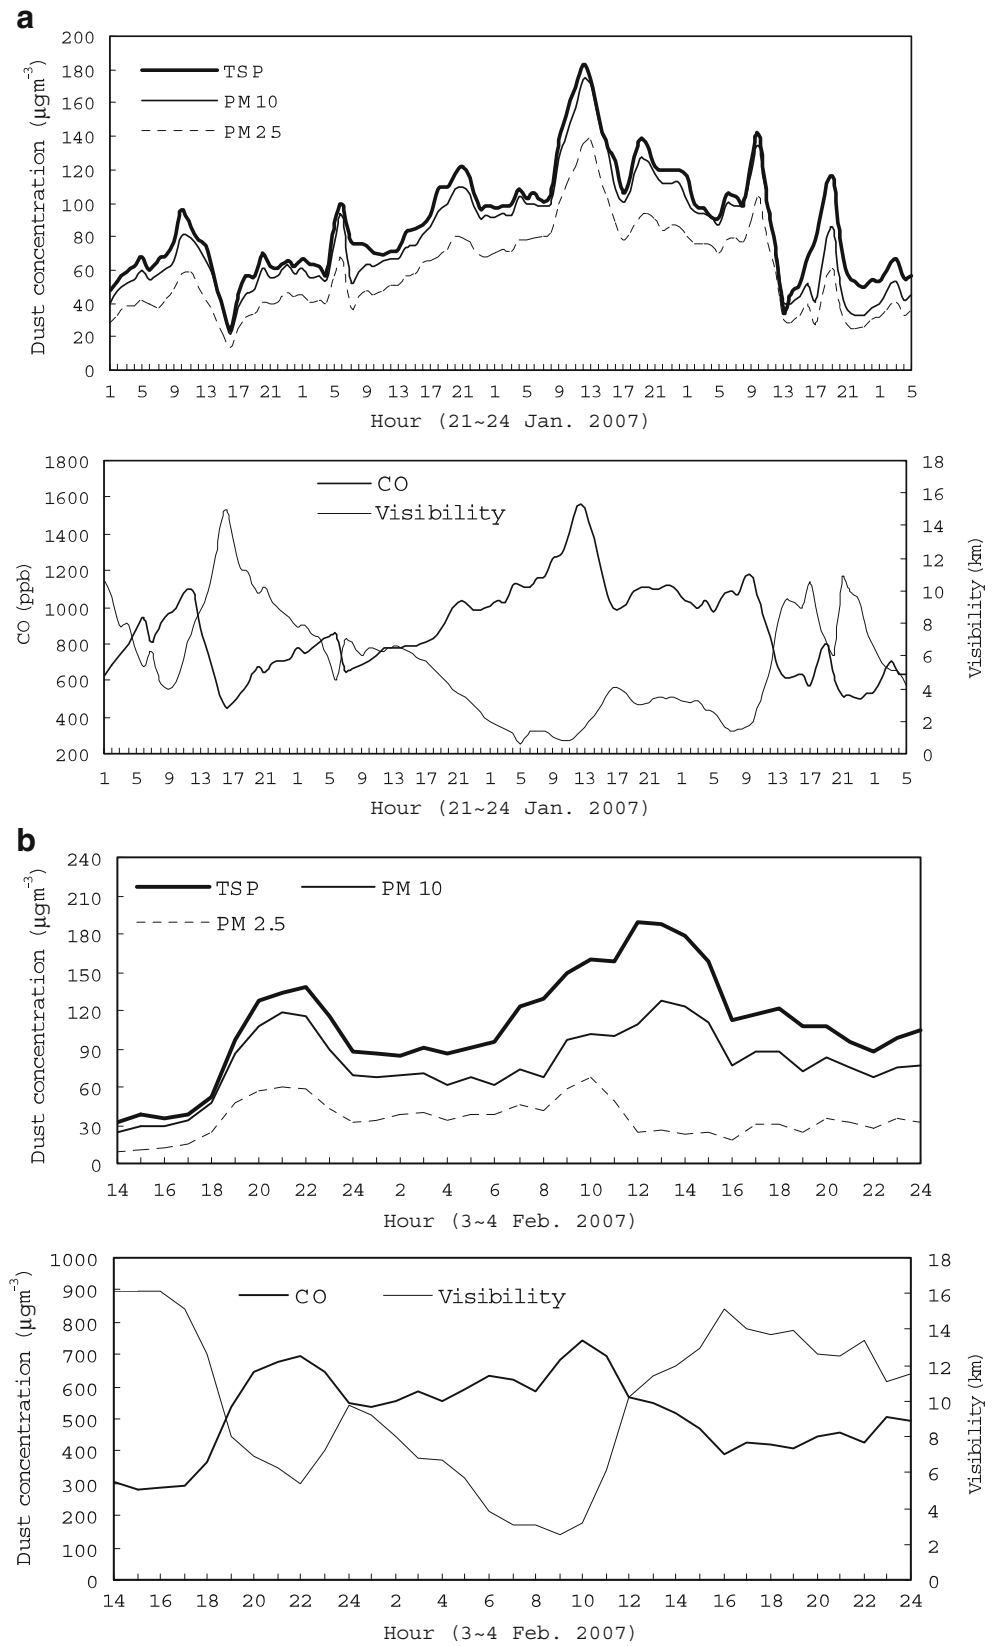 a
Dust concentration (μgm-3)
200
180
160
140
120
100
80
60
40
20
0
TSP
PM10
PM25
1 5 9 13 17 21 1 5 9 13 17 21 1 5 9 13 17 21 1 5 9 13 17 21 1 5
Hour (21~24 Jan. 2007)
CO (ppb)
1800
1600
1400
1200
1000
800
600
400
200
CO
Visibility
18
16
14
12
10
8
6
4
2
0
Visibility (km)
1 5 9 13 17 21 1 5 9 13 17 21 1 5 9 13 17 21 1 5 9 13 17 21 1 5
Hour (21~24 Jan. 2007)
b
Dust concentration (μgm-3)
240
210
180
150
120
90
60
30
0
TSP PM 10
PM 2.5
14 16 18 20 22 24 2 4 6 8 10 12 14 16 18 20 22 24
Hour (3~4 Feb. 2007)
Dust concentration (μgm-3)
1000
900
800
700
600
500
400
300
200
100
0
CO Visibility
18
16
14
12
10
8
6
4
2
0
Visibility (km)
14 16 18 20 22 24 2 4 6 8 10 12 14 16 18 20 22 24
Hour (3~4 Feb. 2007)